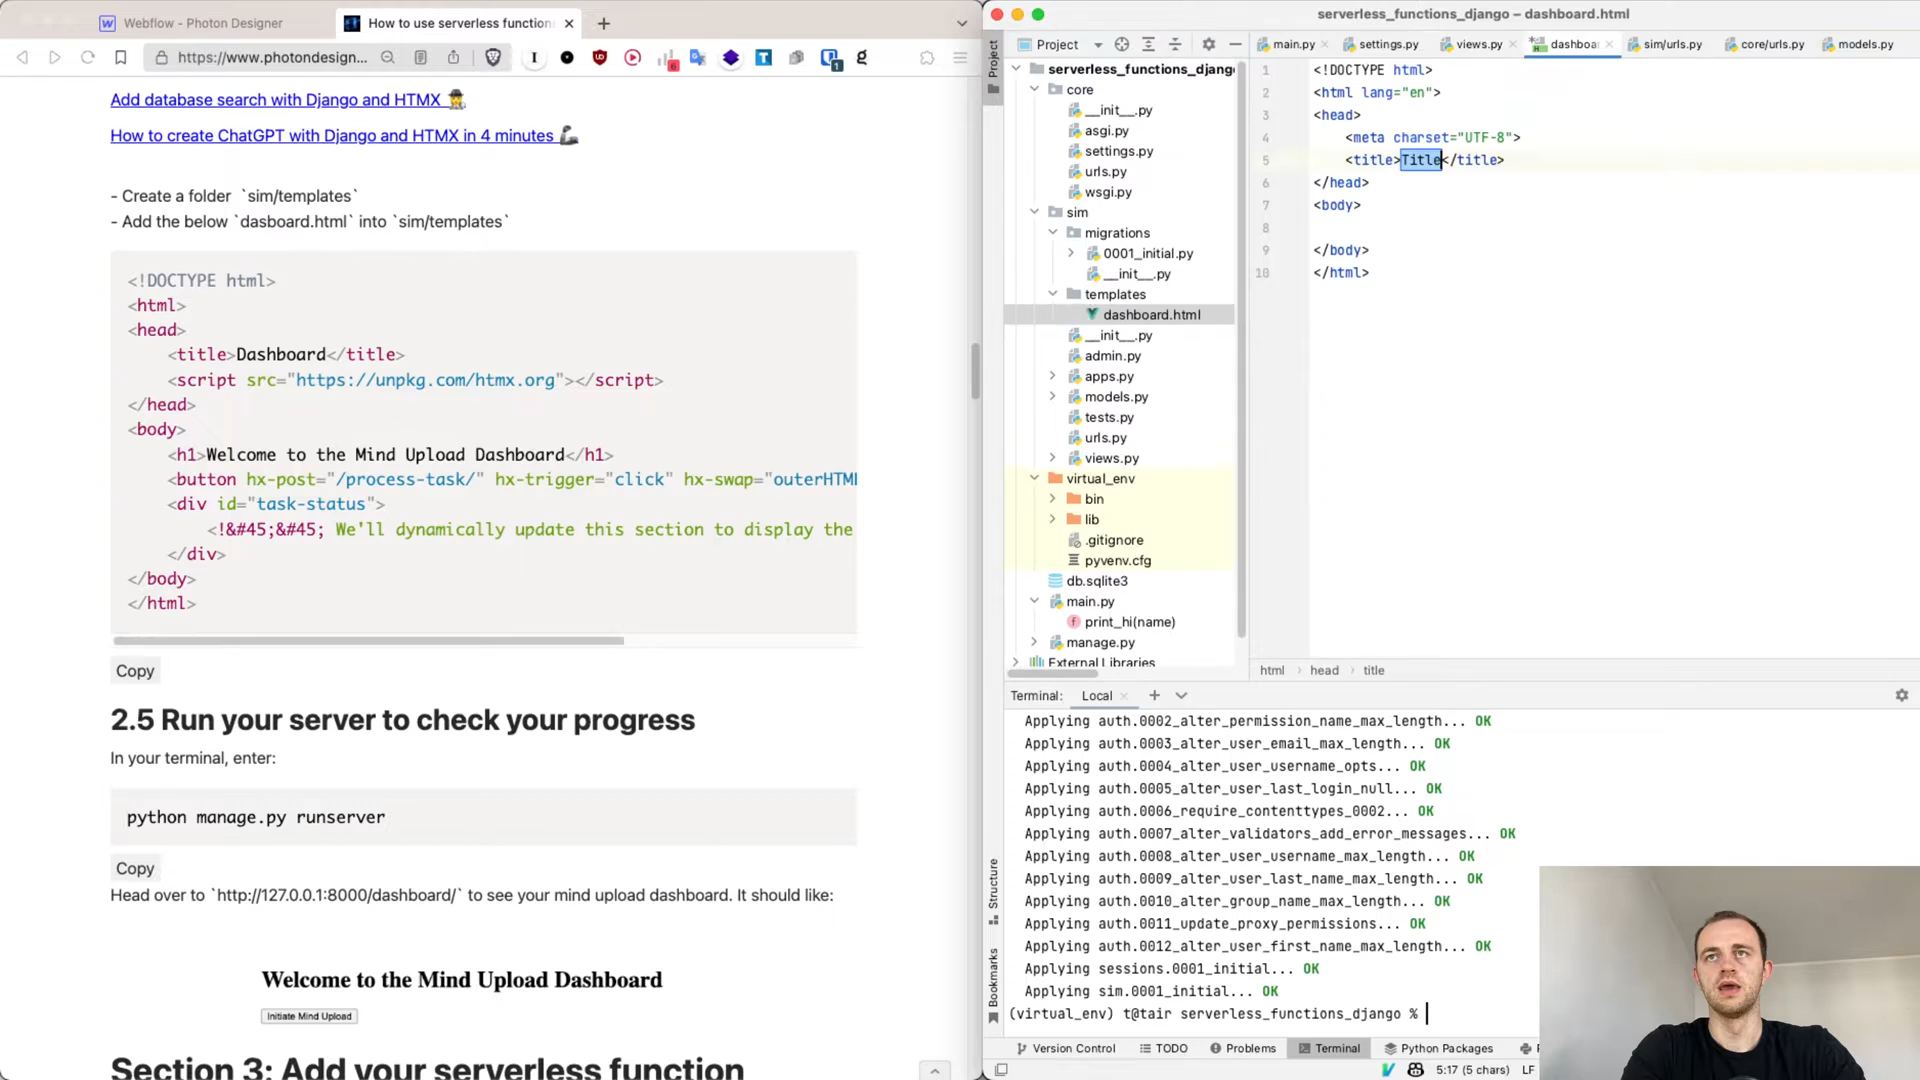 Webflow - Photon Designer
How to use serverless function
https://www.photondesign...
Add database search with Django and HTMX
How to create ChatGPT with Django and HTMX in 4 minutes
- Create a folder `sim/templates`
- Add the below `dasboard.html` into `sim/templates`
<!DOCTYPE html>
<html>
<head>
<title>Dashboard</title>
<script src="https://unpkg.com/htmx.org"></script>
</head>
<body>
<h1>Welcome to the Mind Upload Dashboard</h1>
<button hx-post="/process-task/" hx-trigger="click" hx-swap="outerHTML
<div id="task-status">
<!&#45;&#45; We'll dynamically update this section to display the
</div>
</body>
</html>
Copy
2.5 Run your server to check your progress
In your terminal, enter:
python manage.py runserver
Copy
Head over to `http://127.0.0.1:8000/dashboard/` to see your mind upload dashboard. It should like:
Welcome to the Mind Upload Dashboard
Initiate Mind Upload
Section 3: Add your serverless function
serverless_functions_django – dashboard.html
Project
main.py
settings.py
views.py
dashboa
sim/urls.py
core/urls.py
models.py
Project
serverless_functions_django
core
__init__.py
asgi.py
settings.py
urls.py
wsgi.py
sim
migrations
0001_initial.py
__init__.py
templates
dashboard.html
__init__.py
admin.py
apps.py
models.py
tests.py
urls.py
views.py
virtual_env
bin
lib
.gitignore
pyvenv.cfg
db.sqlite3
main.py
print_hi(name)
manage.py
External Libraries
1 <!DOCTYPE html>
2 <html lang="en">
3 <head>
4 <meta charset="UTF-8">
5 <title>Title</title>
6 </head>
7 <body>
8
9 </body>
10 </html>
html > head > title
Terminal: Local
Applying auth.0002_alter_permission_name_max_length... OK
Applying auth.0003_alter_user_email_max_length... OK
Applying auth.0004_alter_user_username_opts... OK
Applying auth.0005_alter_user_last_login_null... OK
Applying auth.0006_require_contenttypes_0002... OK
Applying auth.0007_alter_validators_add_error_messages... OK
Applying auth.0008_alter_user_username_max_length... OK
Applying auth.0009_alter_user_last_name_max_length... OK
Applying auth.0010_alter_group_name_max_length... OK
Applying auth.0011_update_proxy_permissions... OK
Applying auth.0012_alter_user_first_name_max_length... OK
Applying sessions.0001_initial... OK
Applying sim.0001_initial... OK
(virtual_env) t@tair serverless_functions_django %
Structure
Bookmarks
Version Control
TODO
Problems
Terminal
Python Packages
5:17 (5 chars)
LF